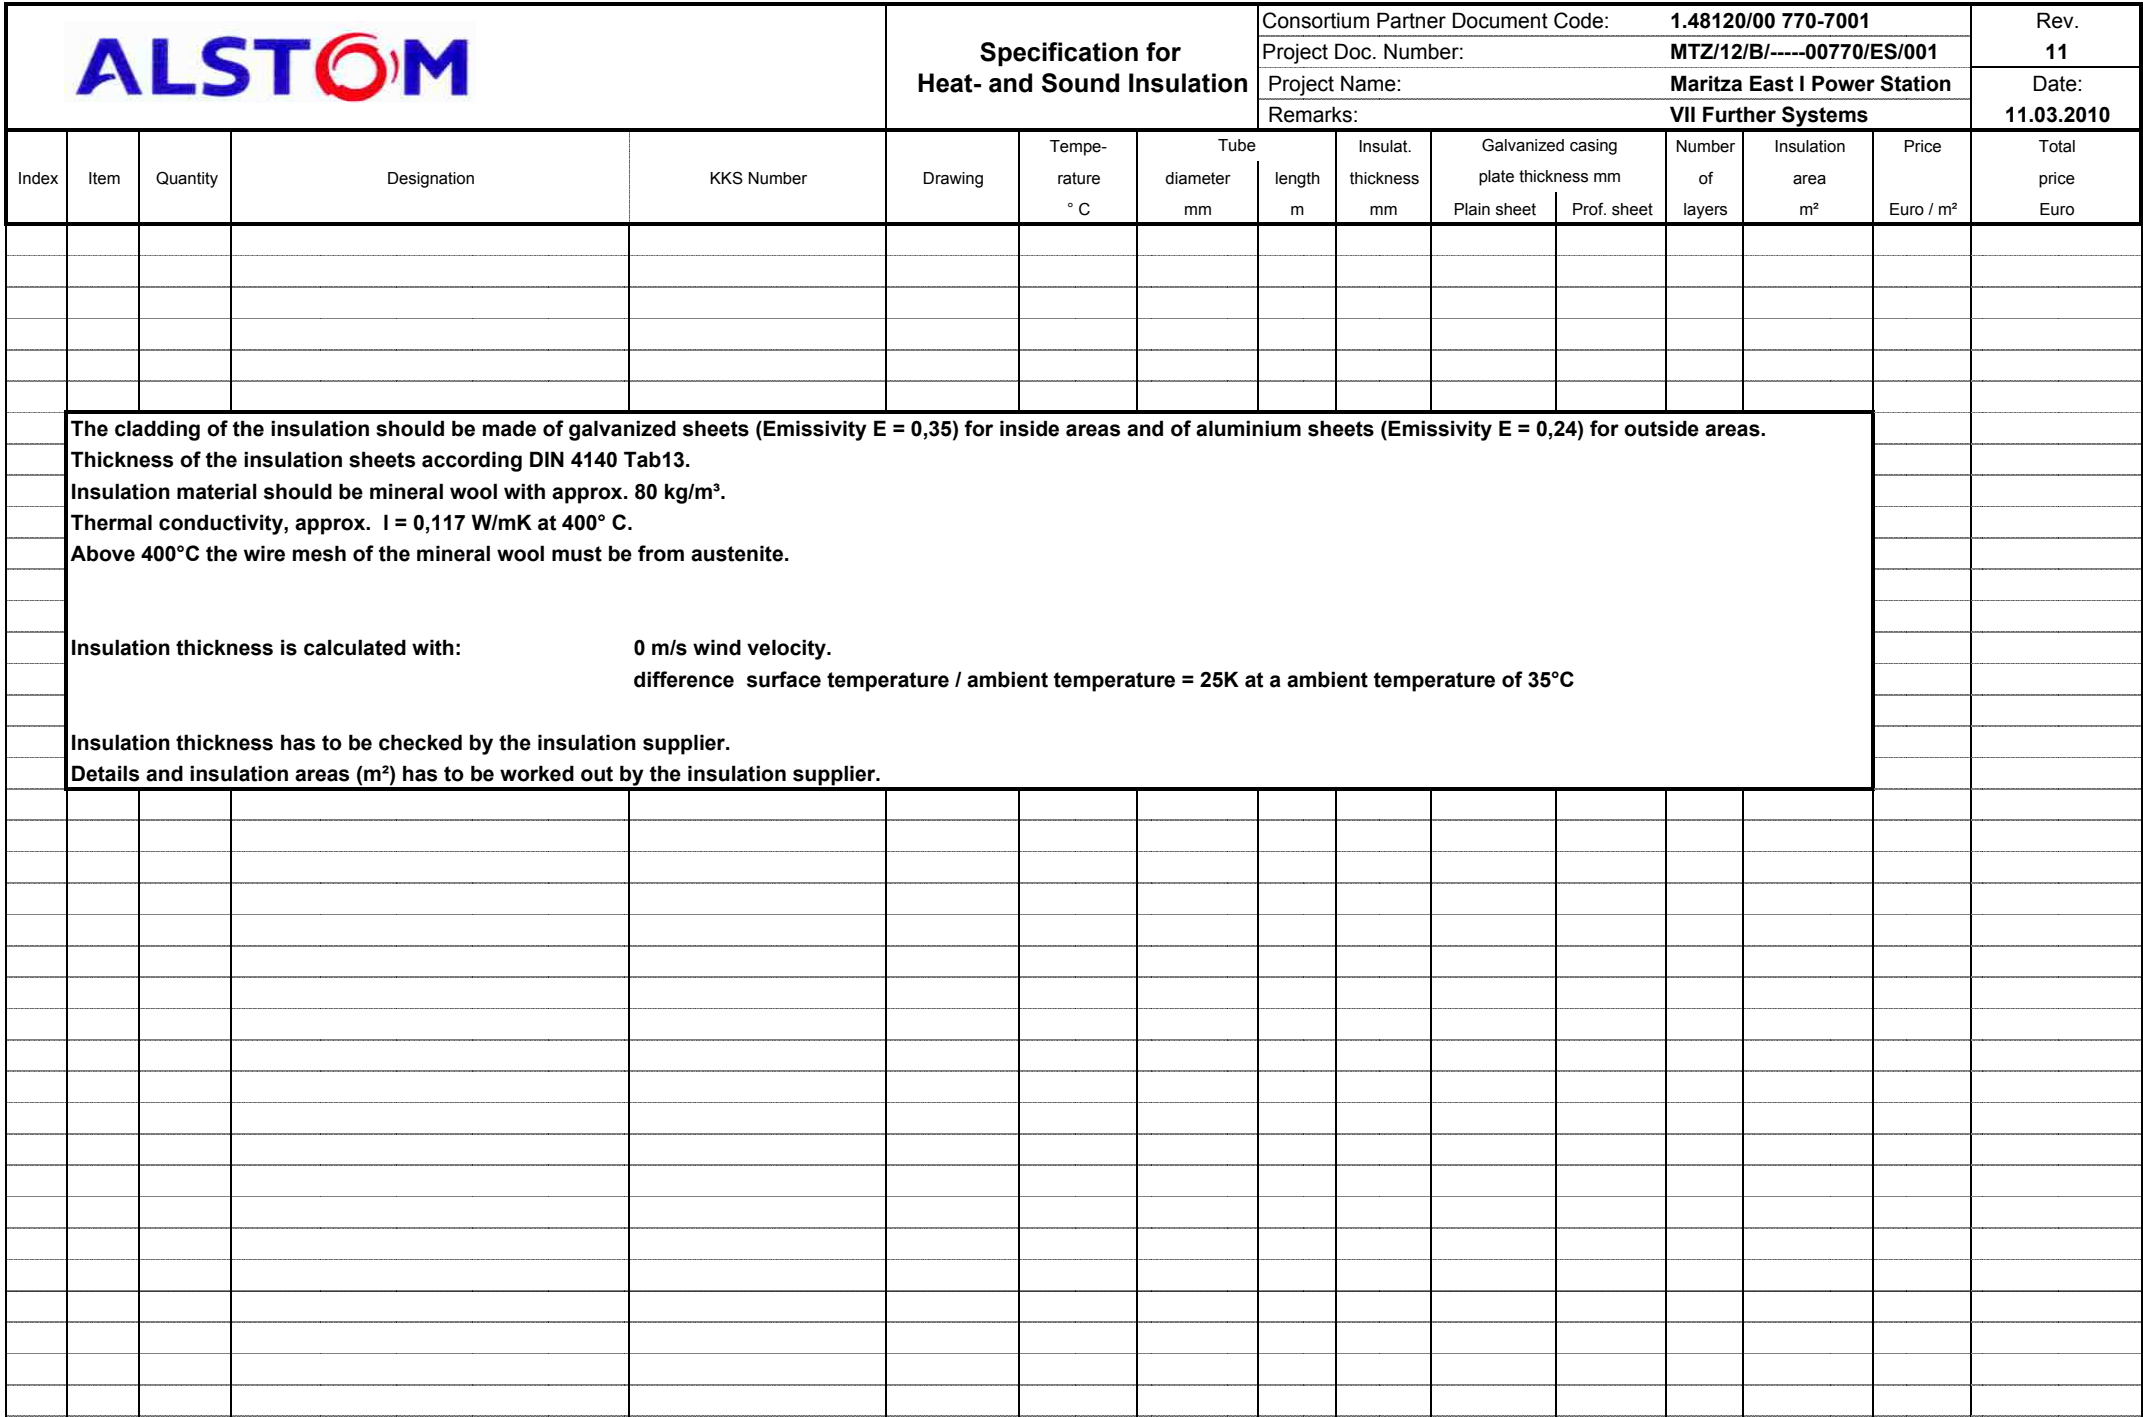 ALSTOM
Specification for
Heat- and Sound Insulation
Consortium Partner Document Code: 1.48120/00 770-7001
Project Doc. Number: MTZ/12/B/-----00770/ES/001
Project Name: Maritza East I Power Station
Remarks: VII Further Systems
Rev.
11
Date:
11.03.2010
Index
Item
Quantity
Designation
KKS Number
Drawing
Tempe-
rature
° C
Tube
diameter
mm
length
m
Insulat.
thickness
mm
Galvanized casing
plate thickness mm
Plain sheet
Prof. sheet
Number
of
layers
Insulation
area
m²
Price
Euro / m²
Total
price
Euro
The cladding of the insulation should be made of galvanized sheets (Emissivity E = 0,35) for inside areas and of aluminium sheets (Emissivity E = 0,24) for outside areas.
Thickness of the insulation sheets according DIN 4140 Tab13.
Insulation material should be mineral wool with approx. 80 kg/m³.
Thermal conductivity, approx. l = 0,117 W/mK at 400° C.
Above 400°C the wire mesh of the mineral wool must be from austenite.
Insulation thickness is calculated with: 0 m/s wind velocity.
difference surface temperature / ambient temperature = 25K at a ambient temperature of 35°C
Insulation thickness has to be checked by the insulation supplier.
Details and insulation areas (m²) has to be worked out by the insulation supplier.